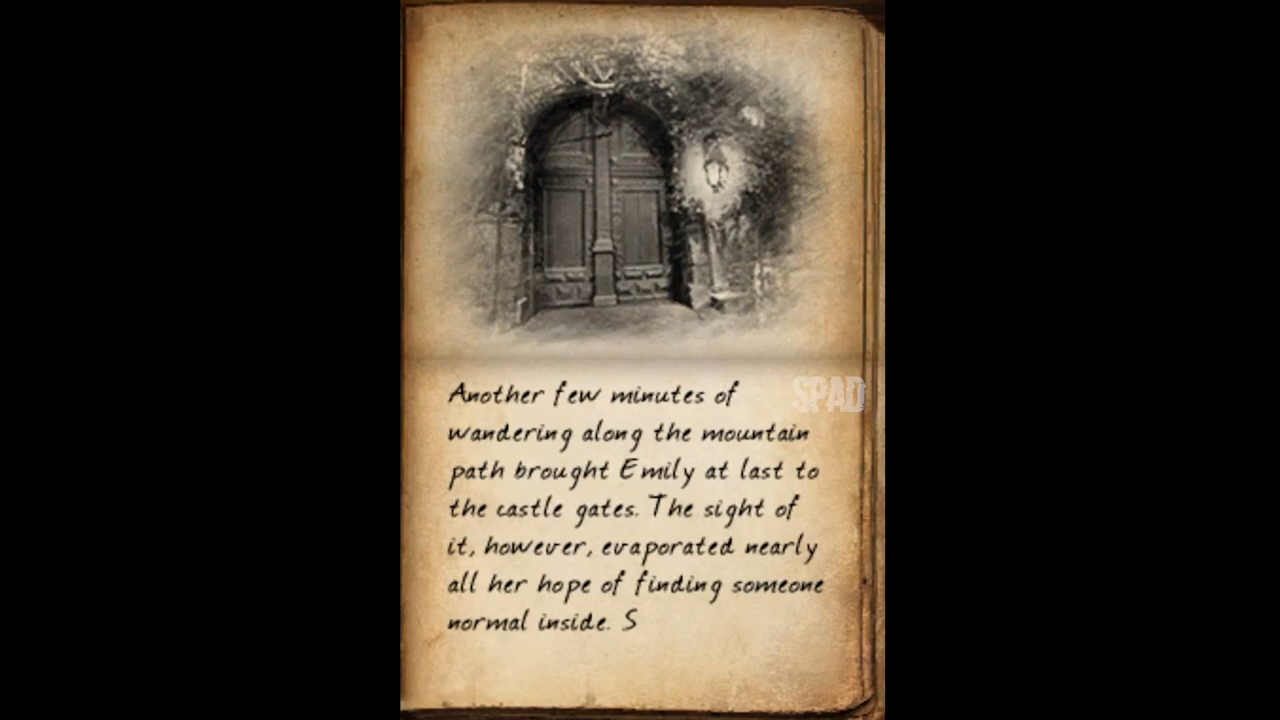 Another few minutes of
SPAD
wandering along the mountain
path brought Emily at last to
the castle gates. The sight of
it, however, evaporated nearly
all her hope of finding someone
normal inside. S